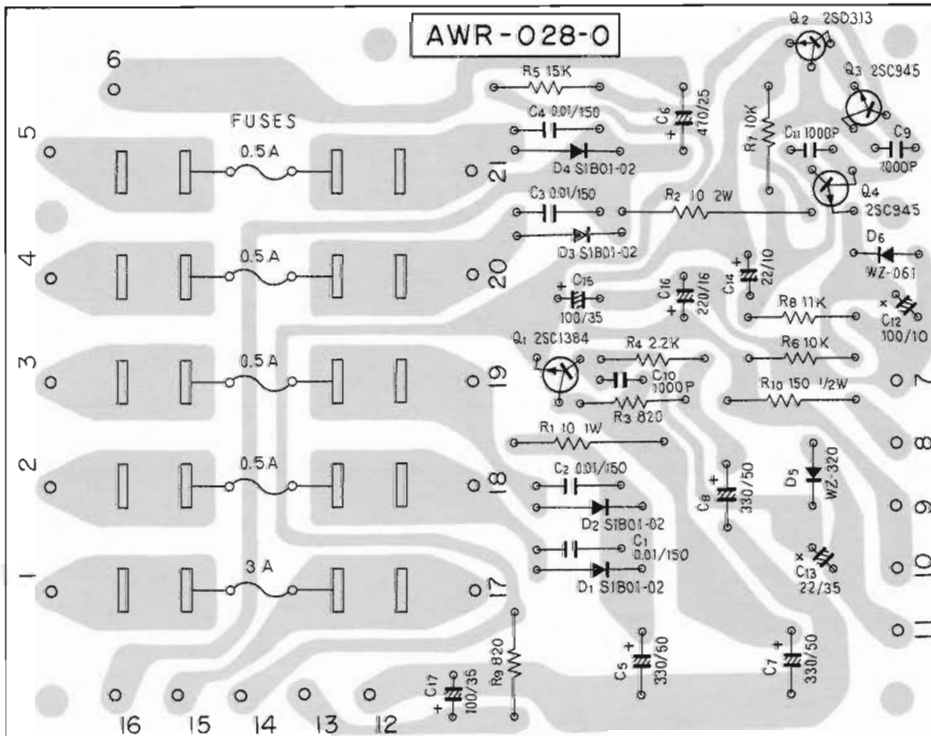 AWR-028-0
Q2 2SD313
6
Q3 2SC945
R5 15K
FUSES
C4 0.01/150
C6 470/25
R7 10K
C11 1000P
C9 1000P
5
0.5A
21
D4 S1B01-02
C3 0.01/150
R2 10 2W
Q4 2SC945
D3 S1B01-02
D6 WZ-061
4
0.5A
20
C15 100/35
C16 220/16
C14 22/10
R8 11K
C12 100/10
Q1 2SC1384
R4 2.2K
R6 10K
3
0.5A
19
C10 1000P
7
R3 820
R10 150 1/2W
R1 10 1W
8
2
0.5A
18
C2 0.01/150
C8 330/50
D5 WZ-320
D2 S1B01-02
9
C1 0.01/150
1
3A
17
D1 S1B01-02
C13 22/35
10
11
R9 820
C17 100/35
C5 330/50
C7 330/50
16 15 14 13 12